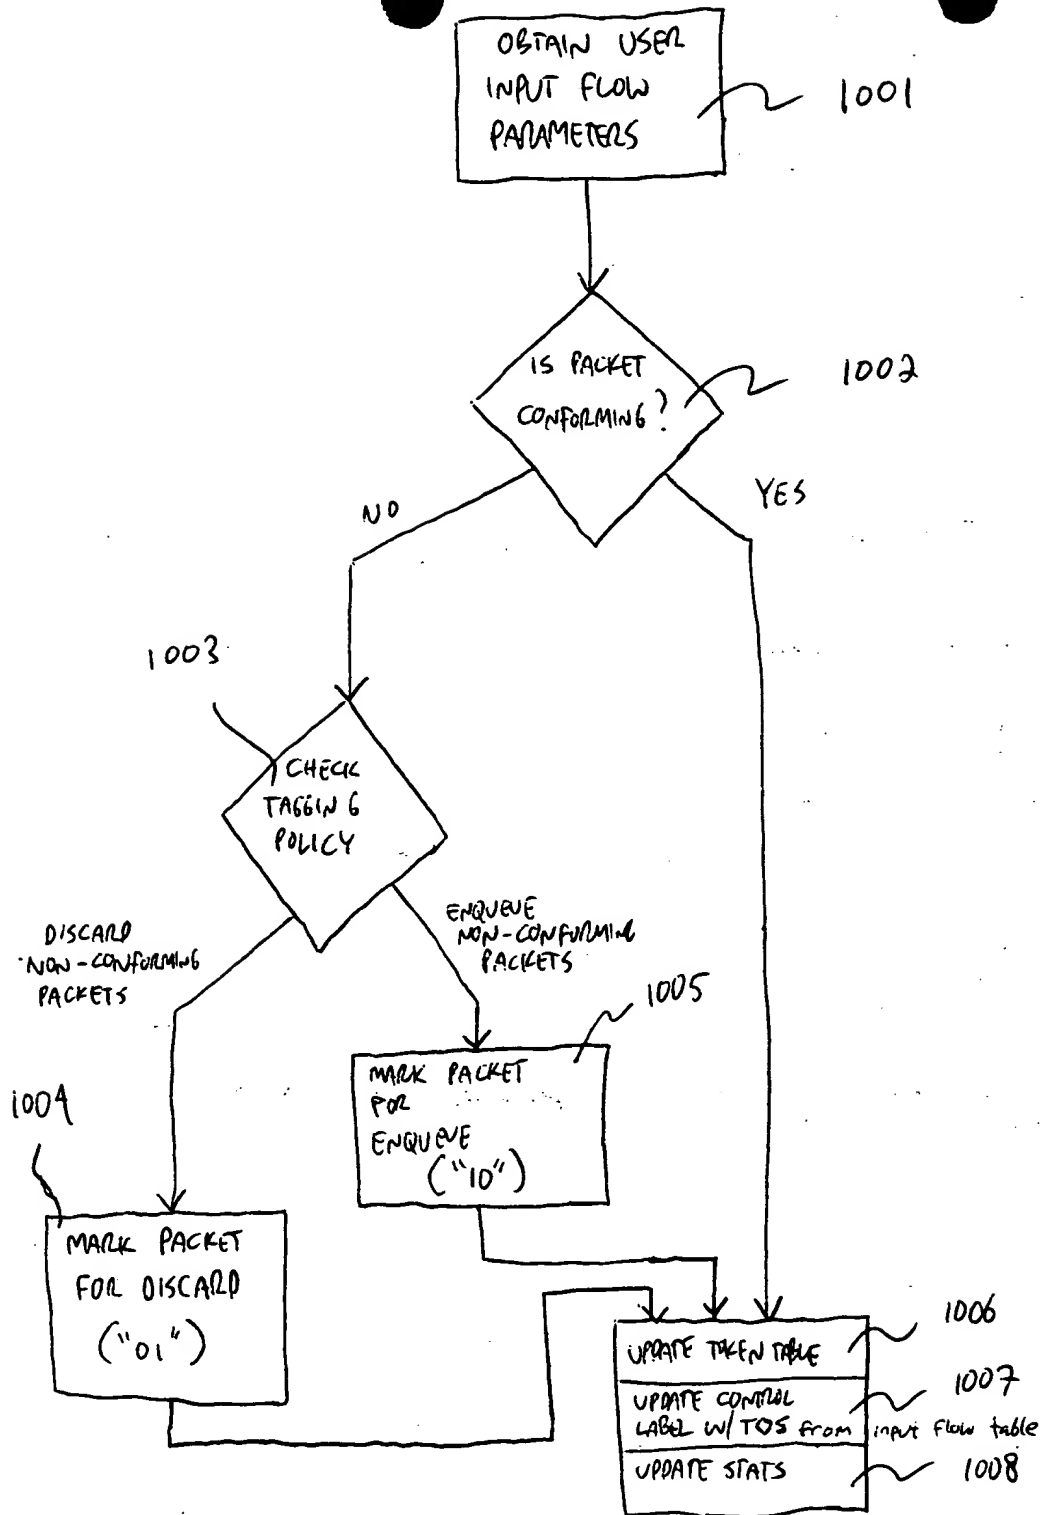 OBTAIN USER
INPUT FLOW
PARAMETERS
1001
IS PACKET
CONFORMING?
1002
NO
YES
1003
CHECK
TAGGING
POLICY
DISCARD
NON-CONFORMING
PACKETS
ENQUEUE
NON-CONFORMING
PACKETS
1005
MARK PACKET
FOR
ENQUEUE
("10")
1004
MARK PACKET
FOR DISCARD
("01")
UPDATE TOKEN TABLE
1006
UPDATE CONTROL
LABEL W/TOS from input flow table
1007
UPDATE STATS
1008